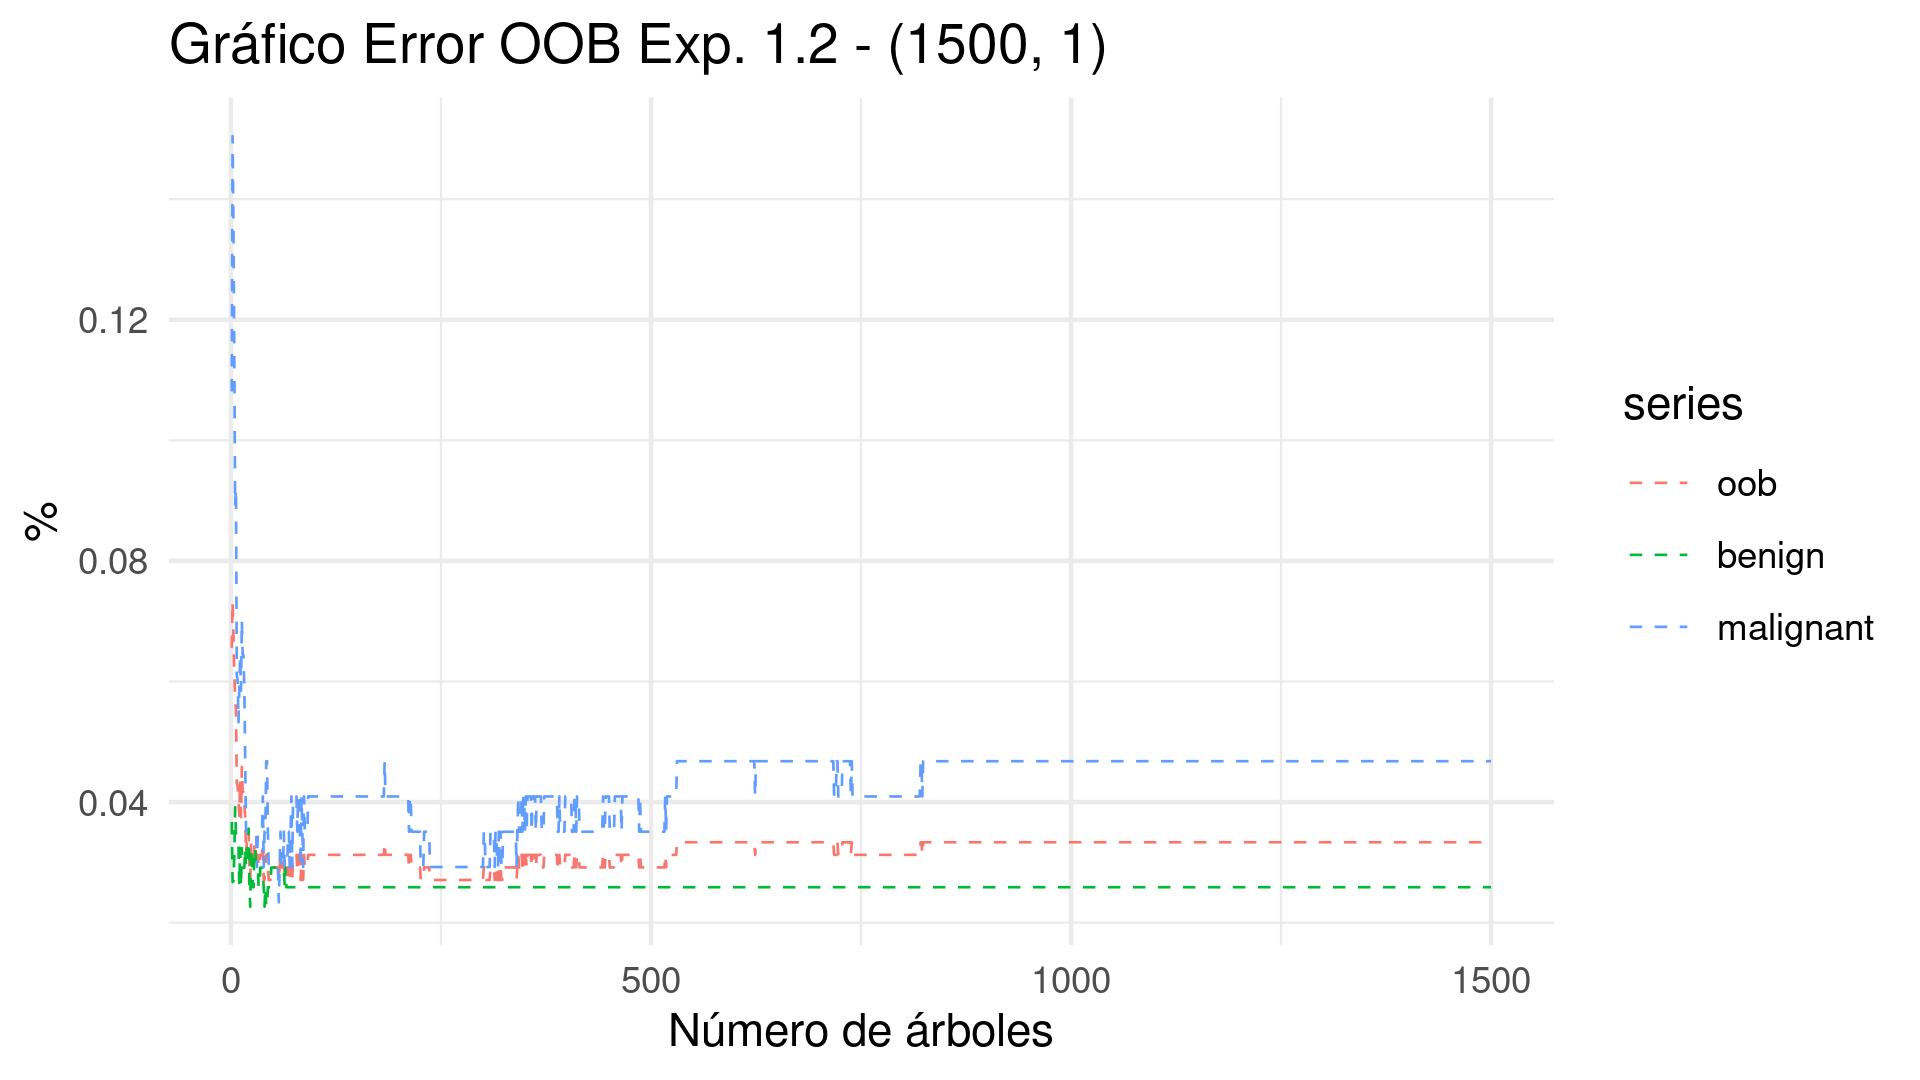 Gráfico Error OOB Exp. 1.2 - (1500, 1)
%
0.12
0.08
0.04
0
500
1000
1500
Número de árboles
series
oob
benign
malignant